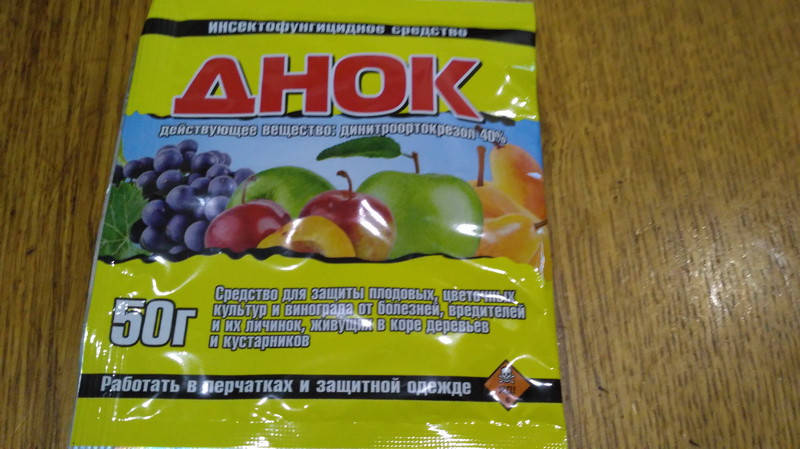 инсектофунгицидное средство
ДНОК
действующее вещество: динитроортокрезол 40%
50г
Средство для защиты плодовых, цветочных
культур и винограда от болезней, вредителей
и их личинок, живущих в коре деревьев
и кустарников
Работать в перчатках и защитной одежде